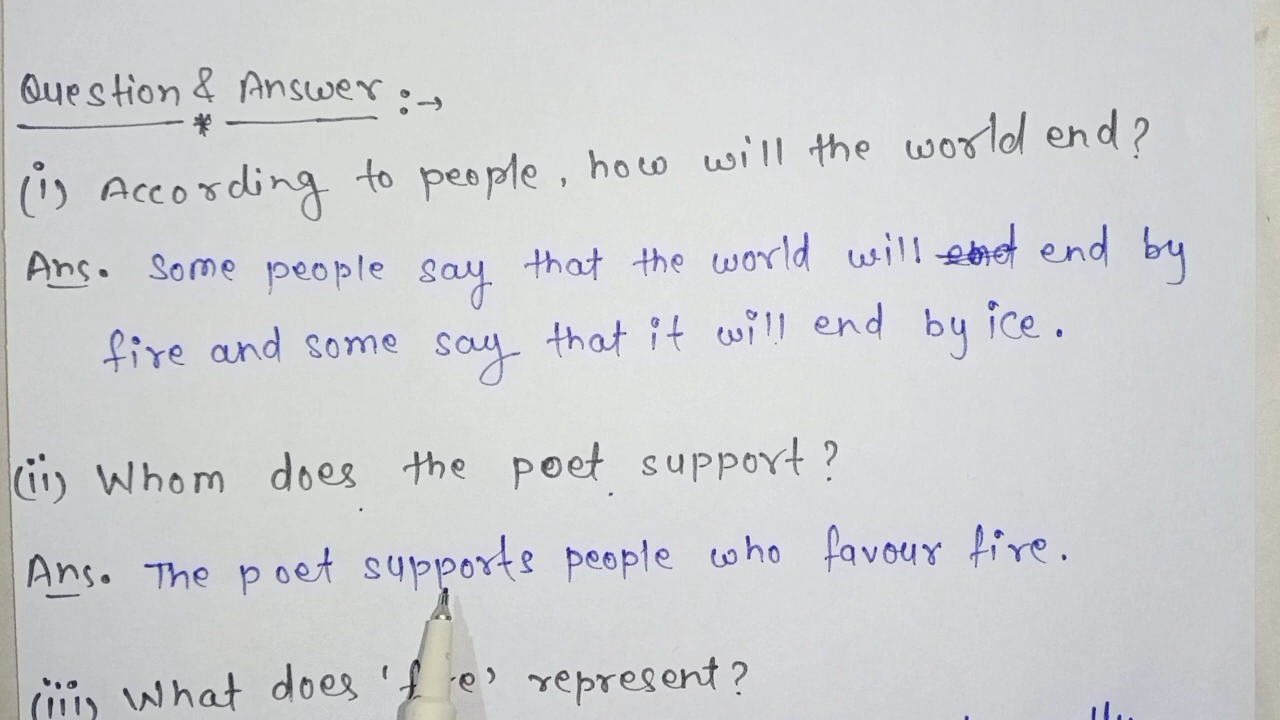 Question & Answer :→
*
(i) According to people, how will the world end?
Ans. Some people say that the world will end by
fire and some say that it will end by ice.
(ii) Whom does the poet support?
Ans. The poet supports people who favour fire.
(iii) What does represent?